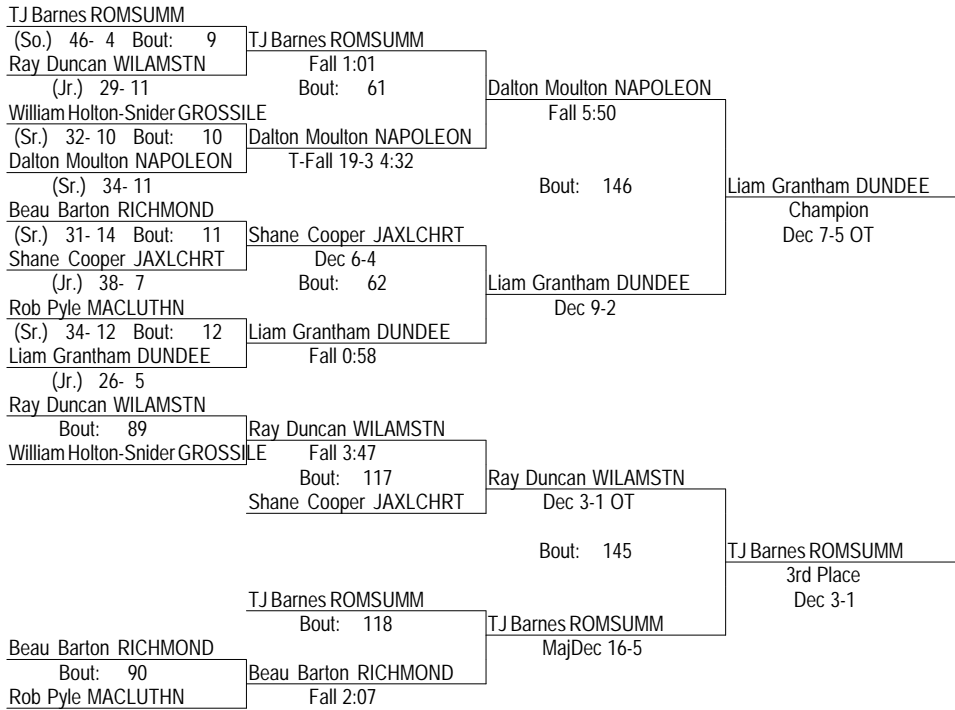 TJ Barnes ROMSUMM
(So.) 46- 4 Bout: 9 TJ Barnes ROMSUMM
Ray Duncan WILAMSTN Fall 1:01
(Jr.) 29- 11 Bout: 61 Dalton Moulton NAPOLEON
William Holton-Snider GROSSILE Fall 5:50
(Sr.) 32- 10 Bout: 10 Dalton Moulton NAPOLEON
Dalton Moulton NAPOLEON T-Fall 19-3 4:32
(Sr.) 34- 11 Bout: 146 Liam Grantham DUNDEE
Beau Barton RICHMOND Champion
(Sr.) 31- 14 Bout: 11 Shane Cooper JAXLCHRT Dec 7-5 OT
Shane Cooper JAXLCHRT Dec 6-4
(Jr.) 38- 7 Bout: 62 Liam Grantham DUNDEE
Rob Pyle MACLUTHN Dec 9-2
(Sr.) 34- 12 Bout: 12 Liam Grantham DUNDEE
Liam Grantham DUNDEE Fall 0:58
(Jr.) 26- 5
Ray Duncan WILAMSTN
Bout: 89 Ray Duncan WILAMSTN
William Holton-Snider GROSSILE Fall 3:47
Bout: 117 Ray Duncan WILAMSTN
Shane Cooper JAXLCHRT Dec 3-1 OT
Bout: 145 TJ Barnes ROMSUMM
3rd Place
TJ Barnes ROMSUMM Dec 3-1
Bout: 118 TJ Barnes ROMSUMM
Beau Barton RICHMOND MajDec 16-5
Bout: 90 Beau Barton RICHMOND
Rob Pyle MACLUTHN Fall 2:07